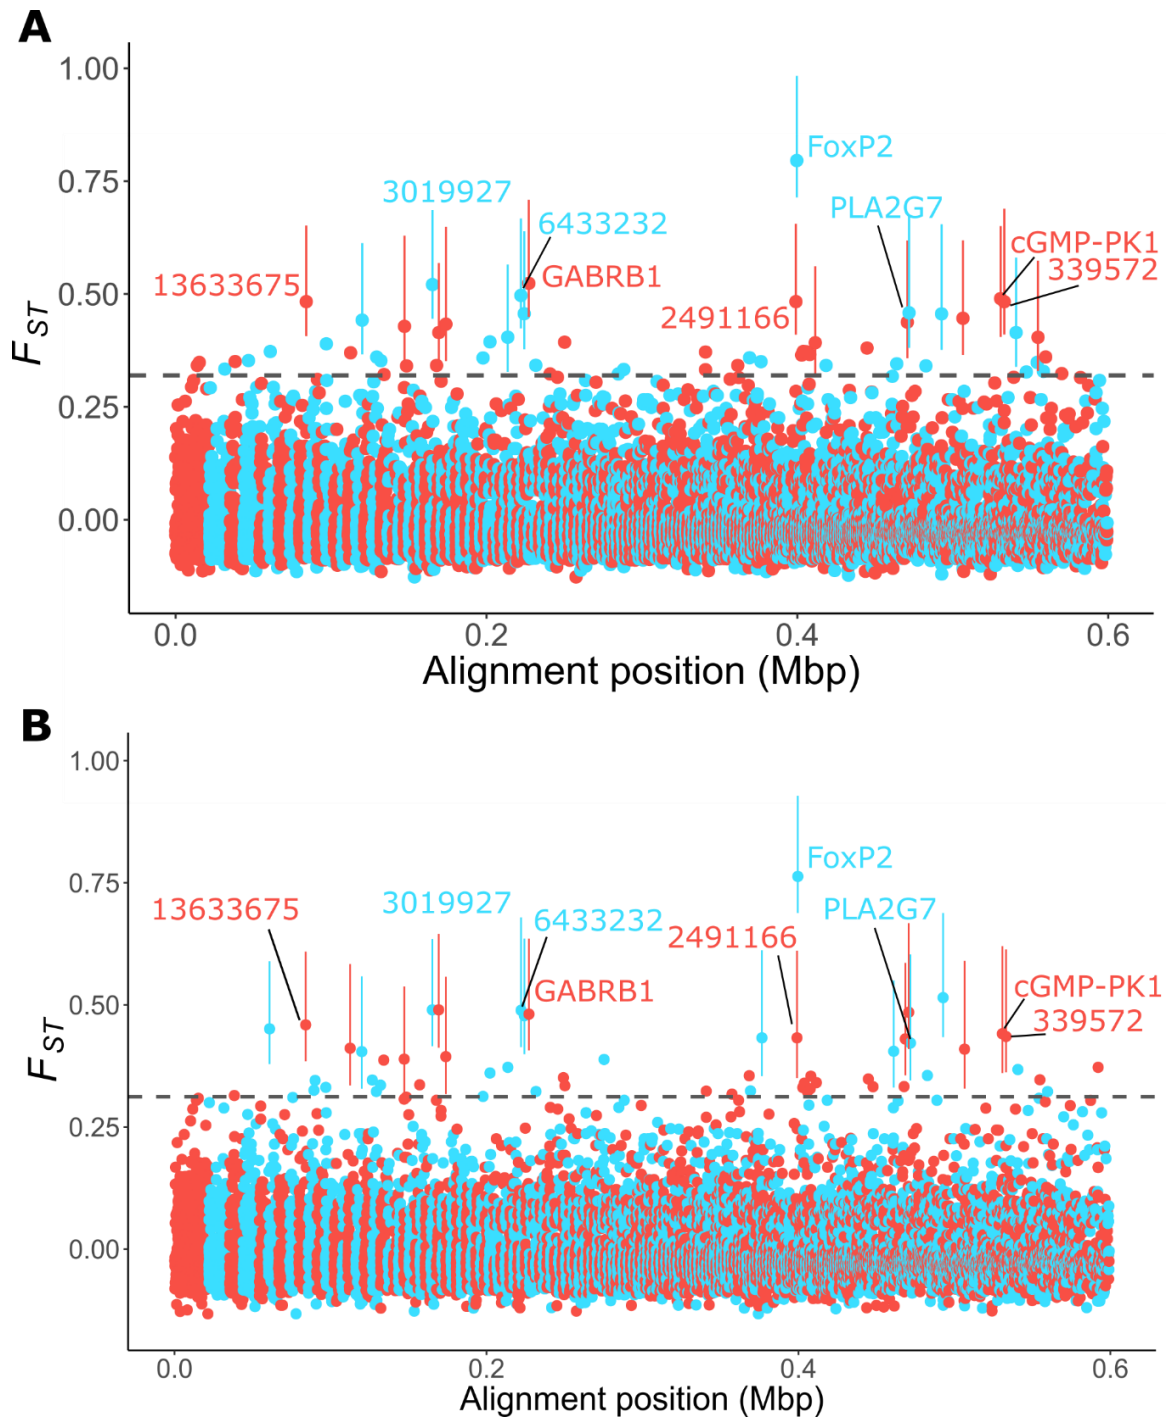 A
1.00
0.75
0.50
0.25
0.00
F ST
FoxP2
3019927
PLA2G7
6433232
cGMP-PK1
339572
13633675
GABRB1
2491166
0.0
0.2
0.4
0.6
Alignment position (Mbp)
B
1.00
0.75
0.50
0.25
0.00
F ST
FoxP2
13633675
3019927
PLA2G7
6433232
2491166
GABRB1
cGMP-PK1
339572
0.0
0.2
0.4
0.6
Alignment position (Mbp)